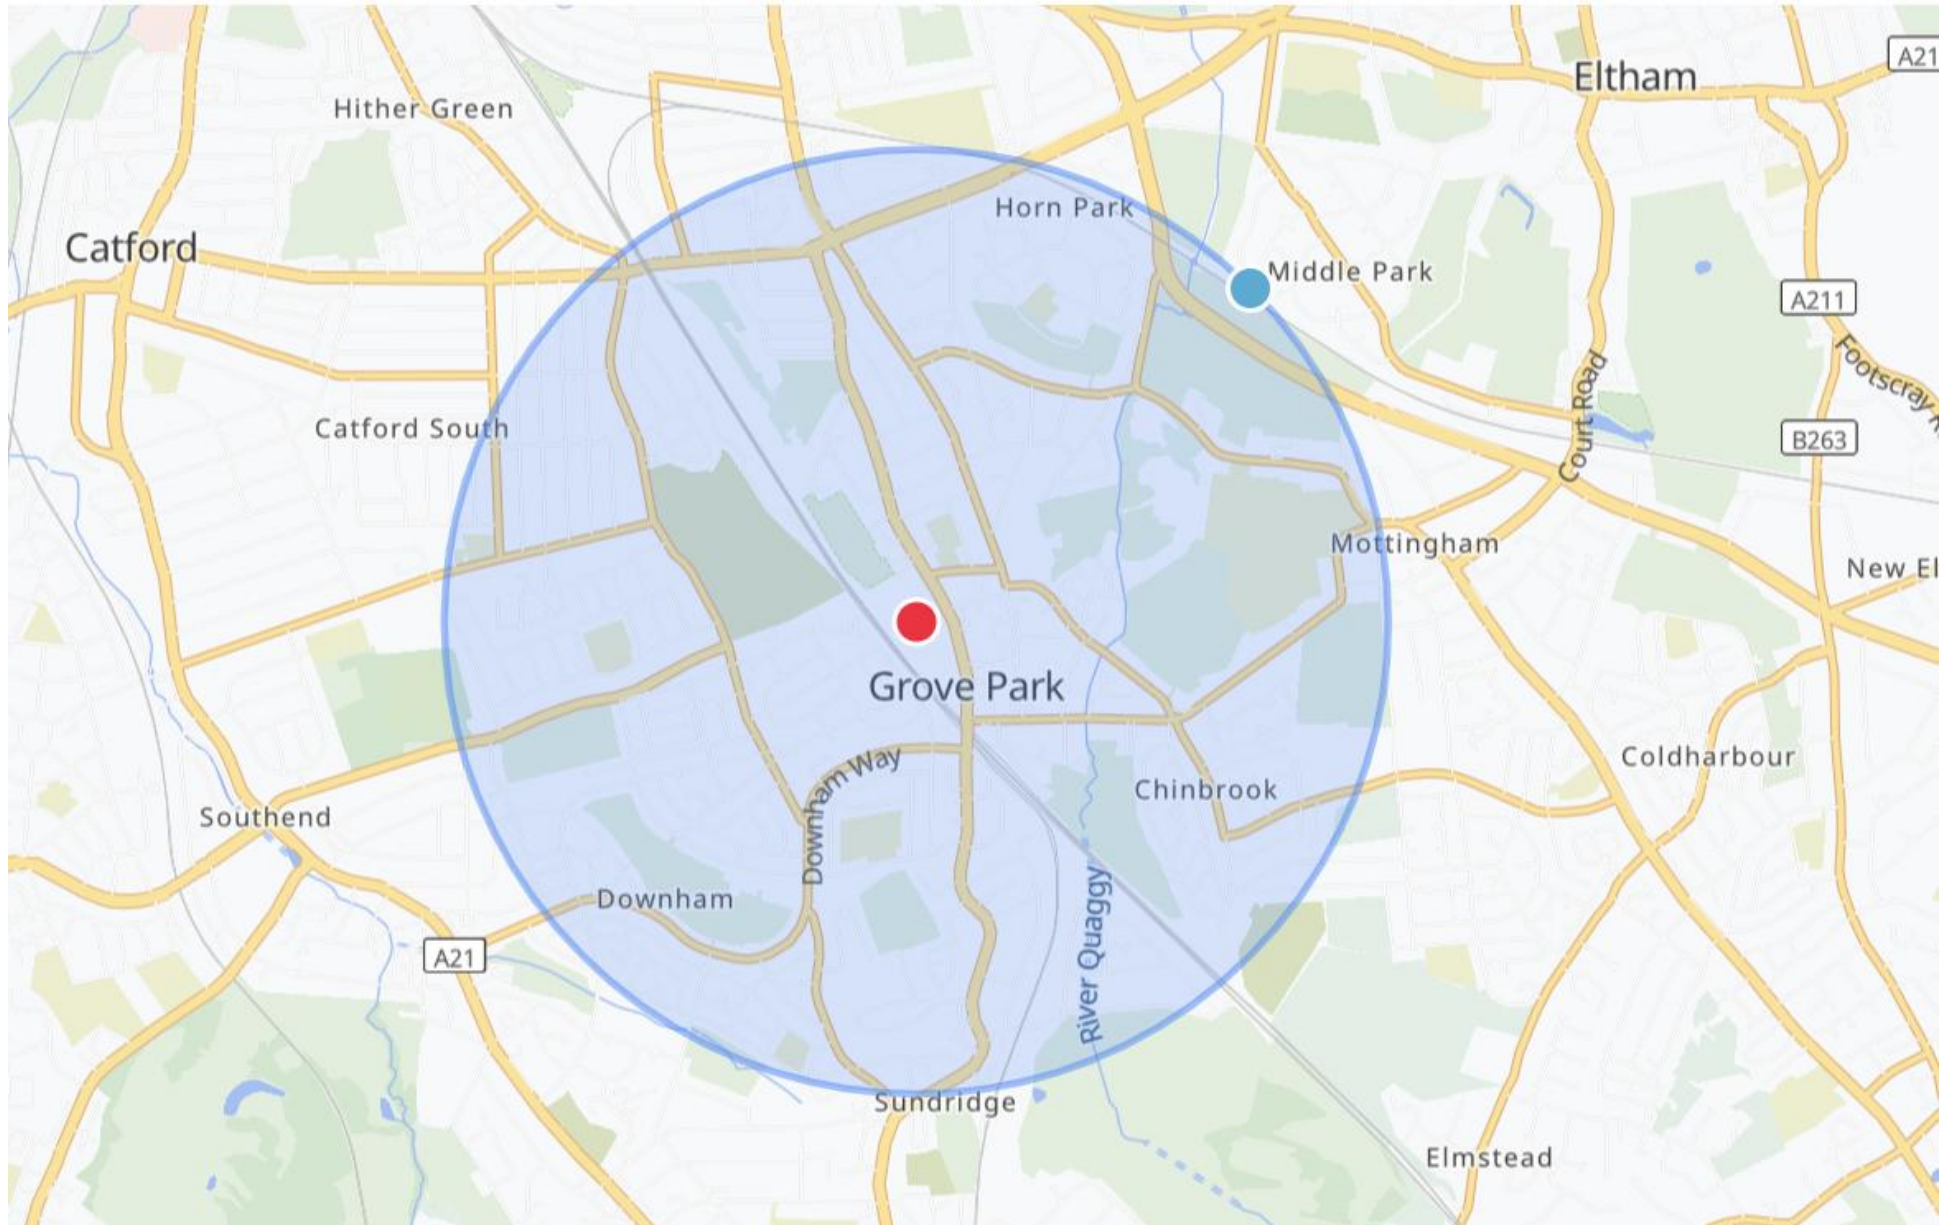 Eltham
A21
Hither Green
Horn Park
Catford
Middle Park
A211
Footscray
Court Road
Catford South
B263
Mottingham
New El
Grove Park
Downham Way
Coldharbour
Chinbrook
Southend
Downham
River Quaggy
A21
Sundridge
Elmstead